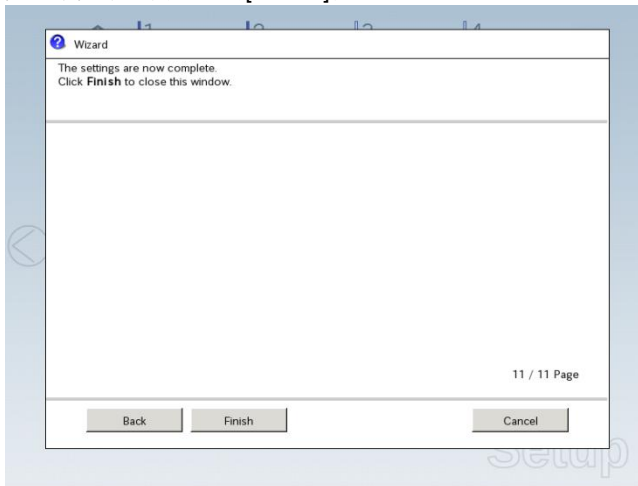 Wizard
The settings are now complete.
Click Finish to close this window.
11 / 11 Page
Back Finish Cancel
Setup